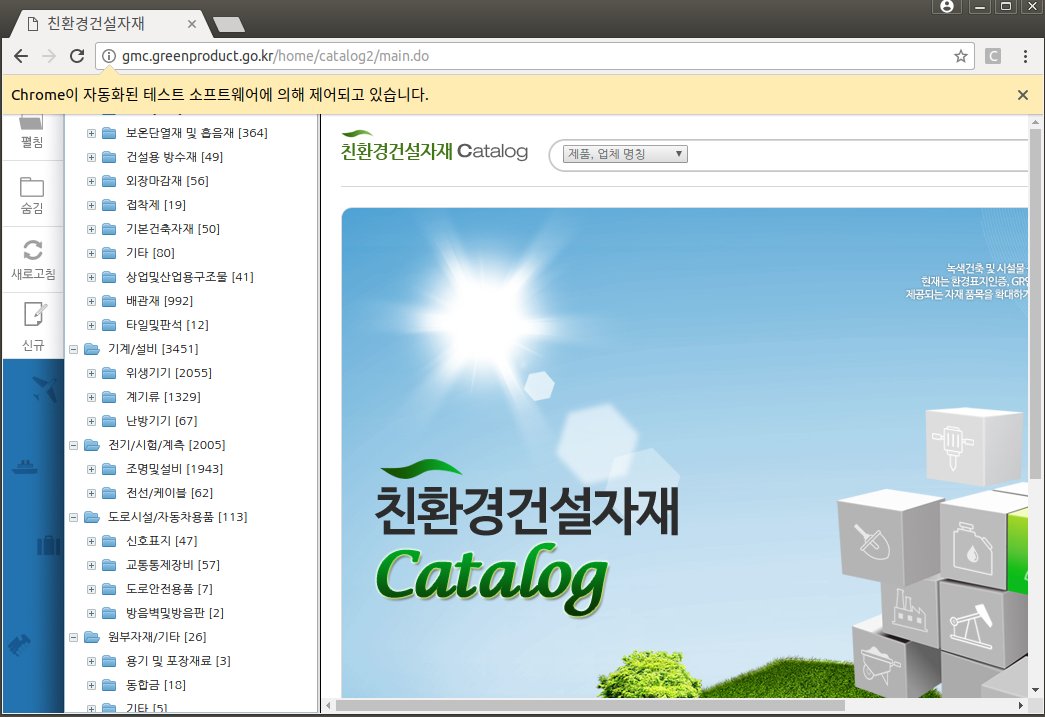 친환경건설자재
gmc.greenproduct.go.kr/home/catalog2/main.do
C
Chrome이 자동화된 테스트 소프트웨어에 의해 제어되고 있습니다.
펼침
숨김
새로고침
신규
보온단열재 및 흡음재 [364]
건설용 방수재 [49]
외장마감재 [56]
접착제 [19]
기본건축자재 [50]
기타 [80]
상업및산업용구조물 [41]
배관재 [992]
타일및판석 [12]
기계/설비 [3451]
위생기기 [2055]
계기류 [1329]
난방기기 [67]
전기/시험/계측 [2005]
조명및설비 [1943]
전선/케이블 [62]
도로시설/자동차용품 [113]
신호표지 [47]
교통통제장비 [57]
도로안전용품 [7]
방음벽및방음판 [2]
원부자재/기타 [26]
용기 및 포장재료 [3]
동합금 [18]
기타 [5]
친환경건설자재 Catalog
제품, 업체 명칭
녹색건축 및 시설물
현재는 환경표지인증, GR
제공되는 자재 품목을 확대하기
친환경건설자재
Catalog